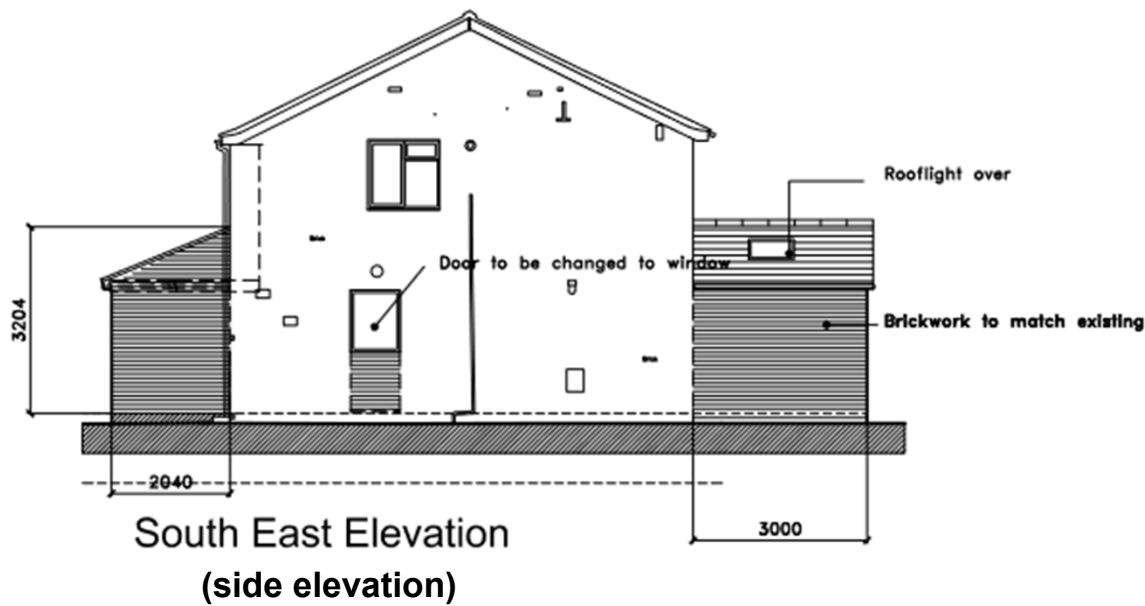 Rooflight over
Door to be changed to window
Brickwork to match existing
3204
2040
3000
South East Elevation
(side elevation)